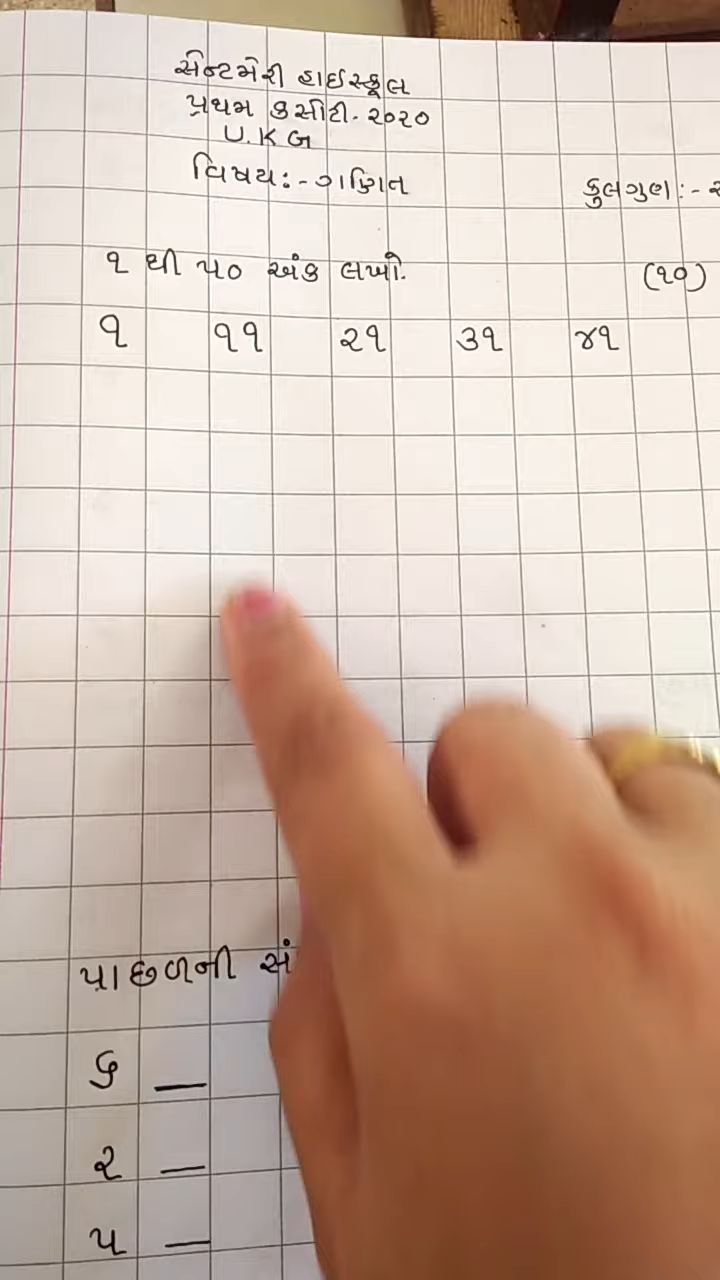 સેન્ટમેરી હાઈસ્કૂલ
પ્રથમ કસોટી-૨૦૨૦
U.K.G
વિષય:-ગણિત
કુલગુણ:-
૧ થી ૫૦ અંક લખો. (૧૦)
૧ ૧૧ ૨૧ ૩૧ ૪૧
પાછળની
૬ —
૨ —
૫ —